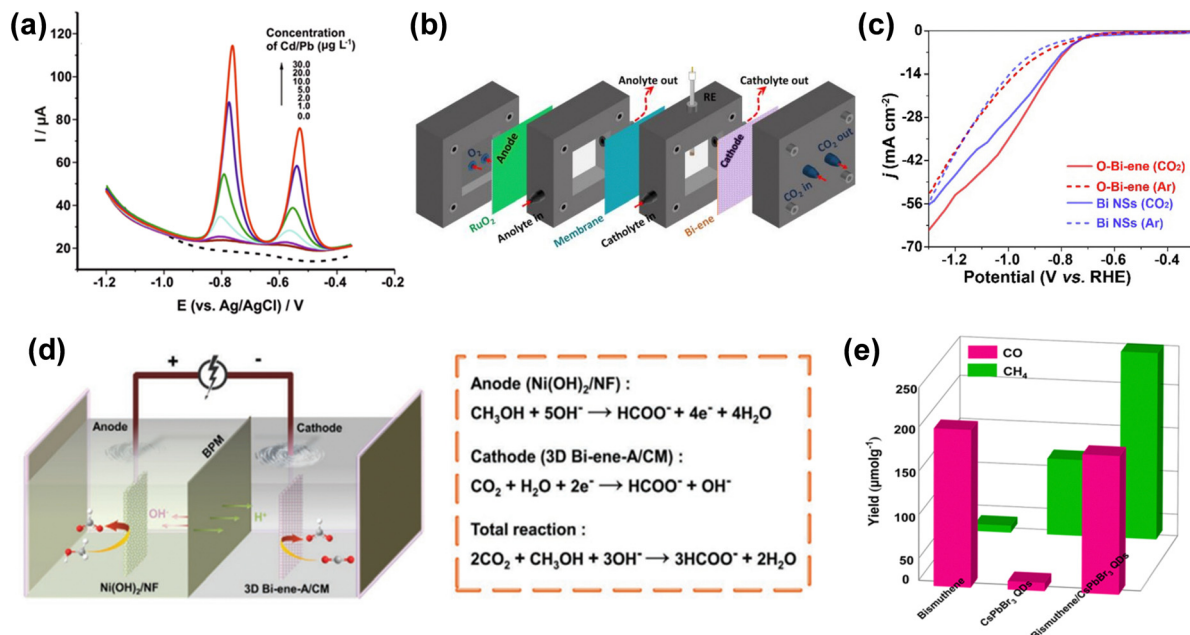 (a)
I / μA
120
100
80
60
40
20
Concentration
of Cd/Pb (μg L⁻¹)
30.0
20.0
10.0
5.0
2.0
1.0
0.0
-1.2
-1.0
-0.8
-0.6
-0.4
-0.2
E (vs. Ag/AgCl) / V
(b)
Anolyte out
Catholyte out
RE
O₂
Anode
Cathode
CO₂ out
CO₂ in
RuO₂
Anolyte in
Membrane
Catholyte in
Bi-ene
(c)
j (mA cm⁻²)
0
-14
-28
-42
-56
-70
O-Bi-ene (CO₂)
O-Bi-ene (Ar)
Bi NSs (CO₂)
Bi NSs (Ar)
-1.2
-1.0
-0.8
-0.6
-0.4
Potential (V vs. RHE)
(d)
+
-
Anode
BPM
Cathode
OH⁻
H⁺
Ni(OH)₂/NF
3D Bi-ene-A/CM
Anode (Ni(OH)₂/NF) :
CH₃OH + 5OH⁻ → HCOO⁻ + 4e⁻ + 4H₂O
Cathode (3D Bi-ene-A/CM) :
CO₂ + H₂O + 2e⁻ → HCOO⁻ + OH⁻
Total reaction :
2CO₂ + CH₃OH + 3OH⁻ → 3HCOO⁻ + 2H₂O
(e)
CO
CH₄
Yield (μmolg⁻¹)
250
200
150
100
50
0
Bismuthene
CsPbBr₃ QDs
Bismuthene/CsPbBr₃ QDs